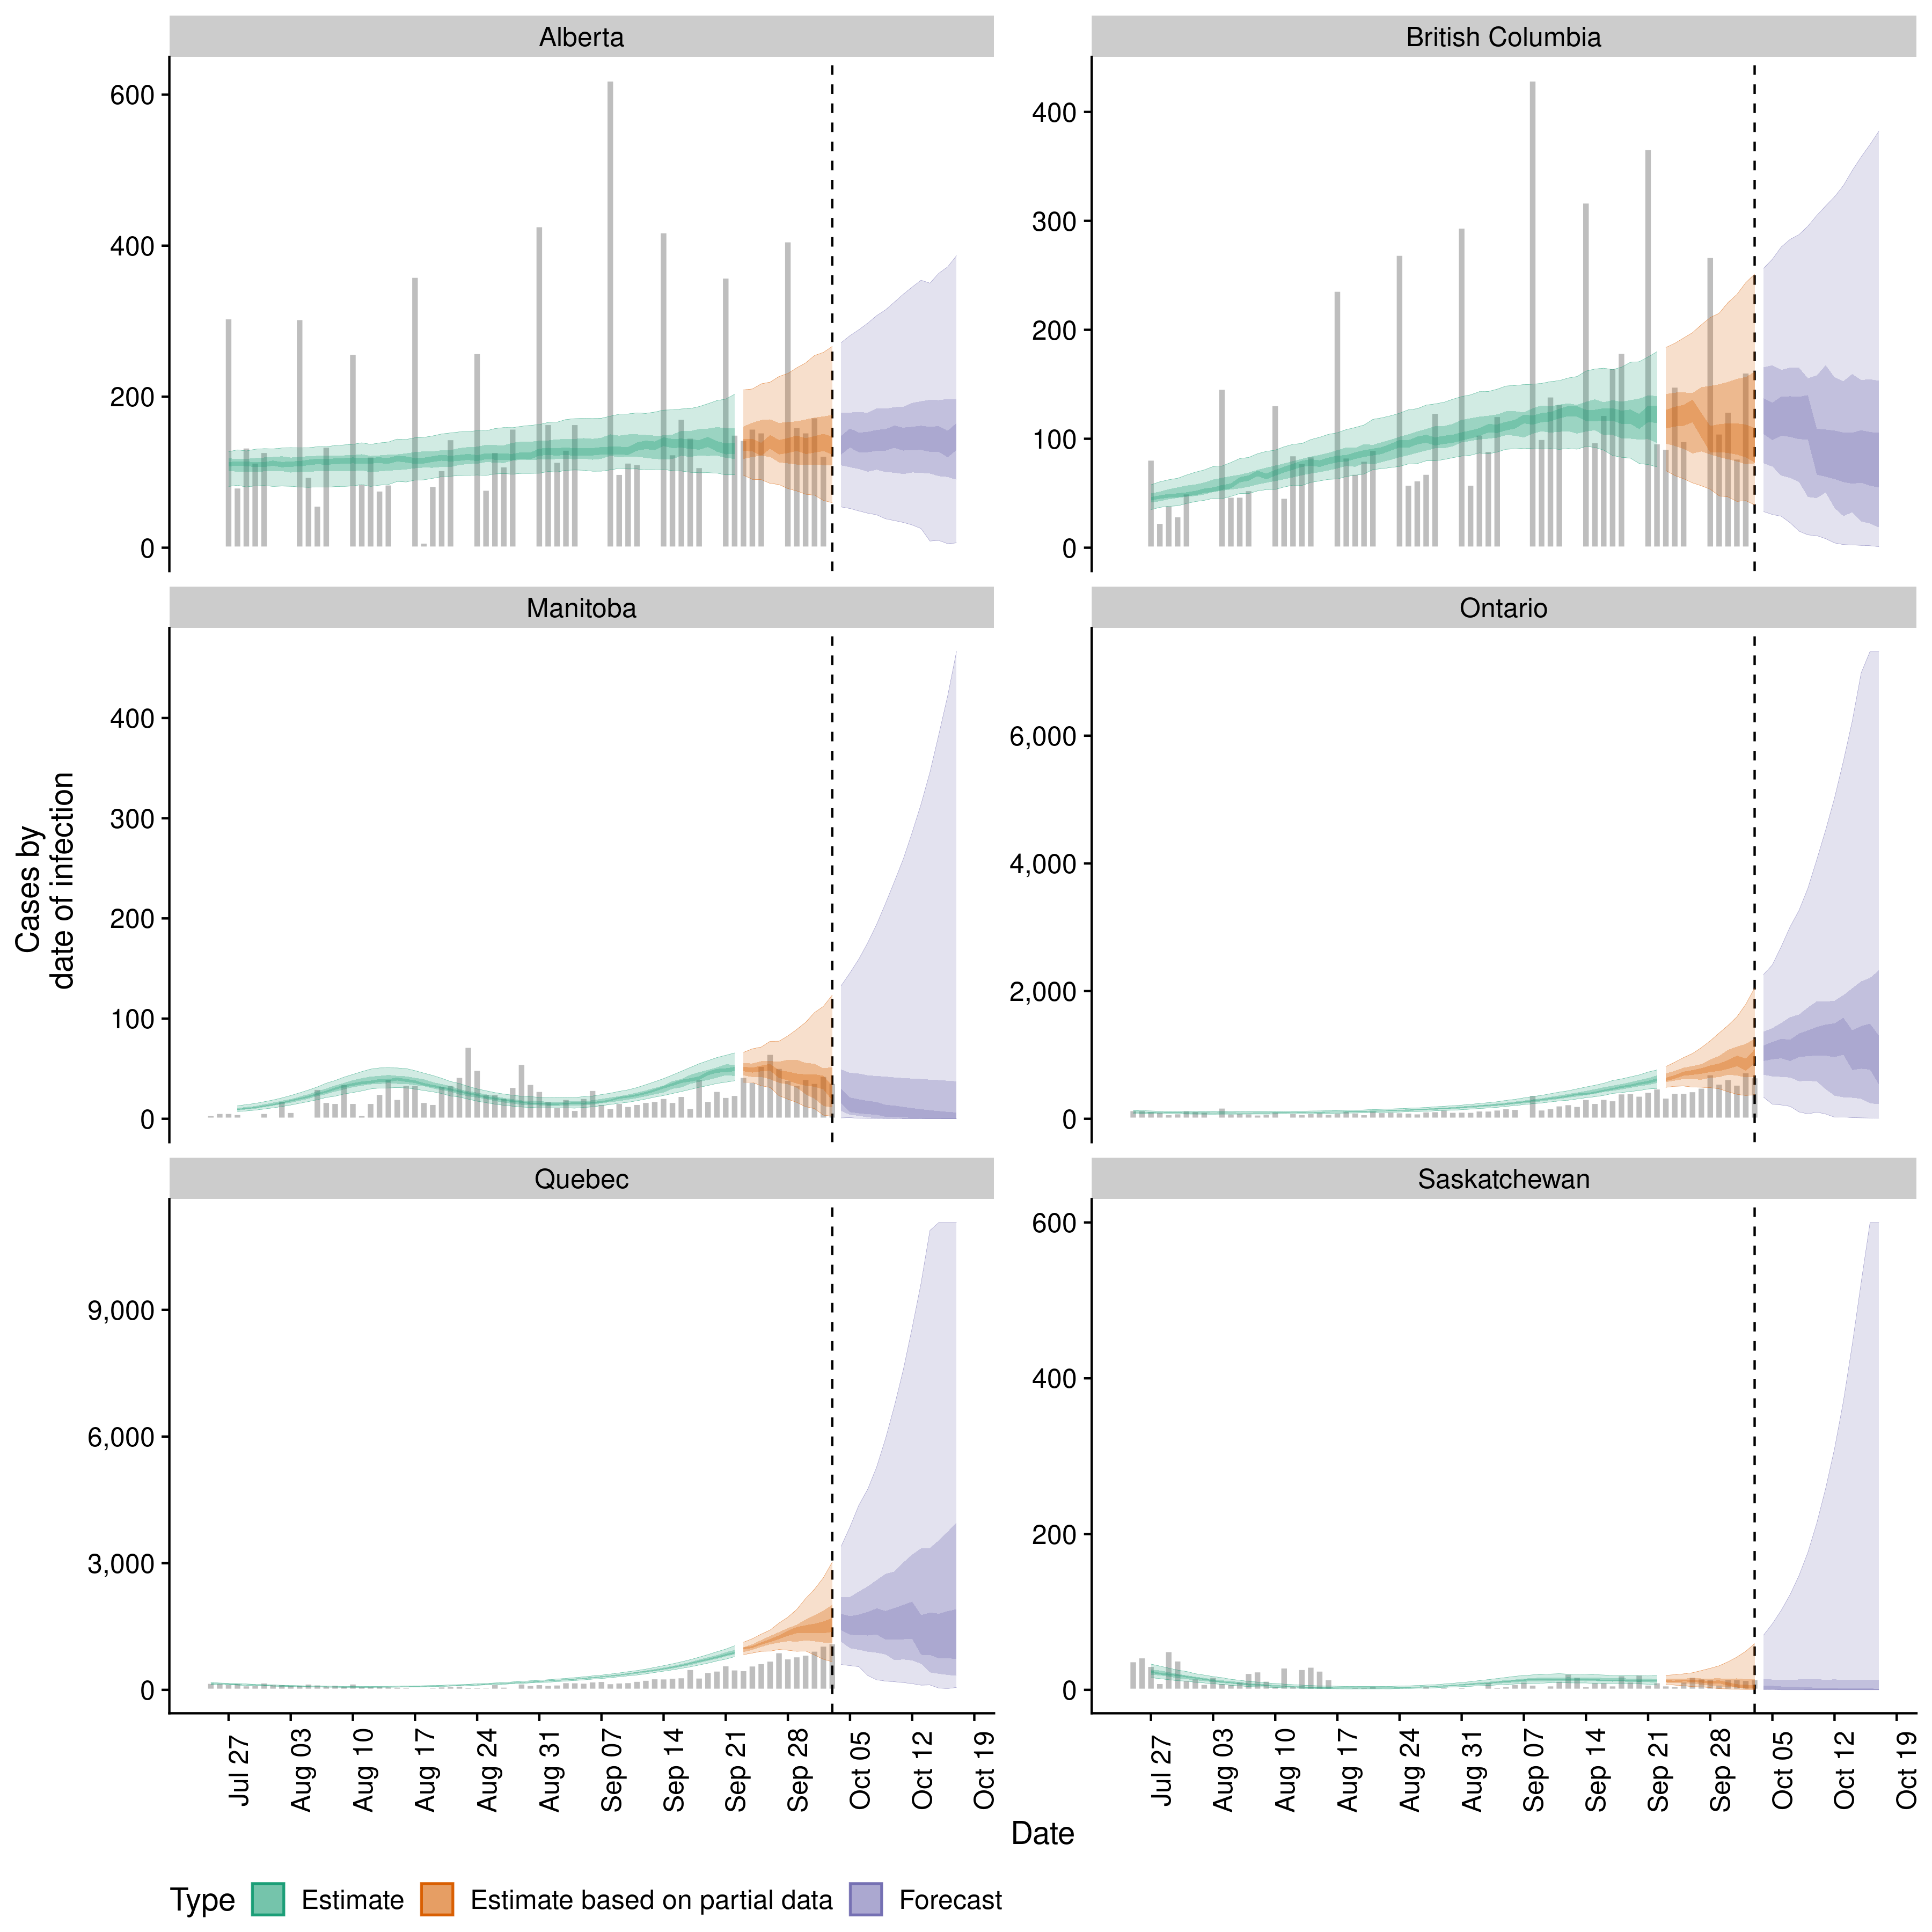 Alberta
British Columbia
600
400
200
0
400
300
200
100
0
Manitoba
Ontario
400
300
200
100
0
6,000
4,000
2,000
0
Cases by
date of infection
Quebec
Saskatchewan
9,000
6,000
3,000
0
600
400
200
0
Jul 27
Aug 03
Aug 10
Aug 17
Aug 24
Aug 31
Sep 07
Sep 14
Sep 21
Sep 28
Oct 05
Oct 12
Oct 19
Jul 27
Aug 03
Aug 10
Aug 17
Aug 24
Aug 31
Sep 07
Sep 14
Sep 21
Sep 28
Oct 05
Oct 12
Oct 19
Date
Type Estimate Estimate based on partial data Forecast